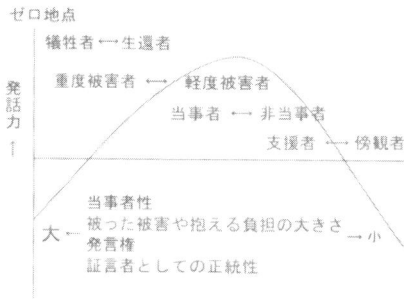 ゼロ地点
犠牲者 ←→ 生還者
重度被害者 ←→ 軽度被害者
当事者 ←→ 非当事者
支援者 ←→ 傍観者
発話力 →
当事者性
被った被害や抱える負担の大きさ
大 ← 発言権 → 小
証言者としての正統性